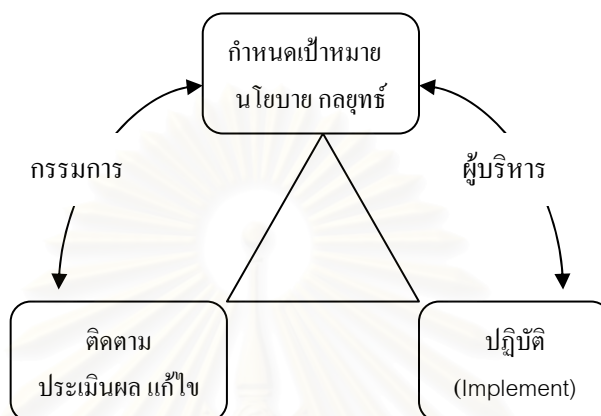 กำหนดเป้าหมาย
นโยบาย กลยุทธ์
กรรมการ
ผู้บริหาร
ติดตาม
ประเมินผล แก้ไข
ปฏิบัติ
(Implement)